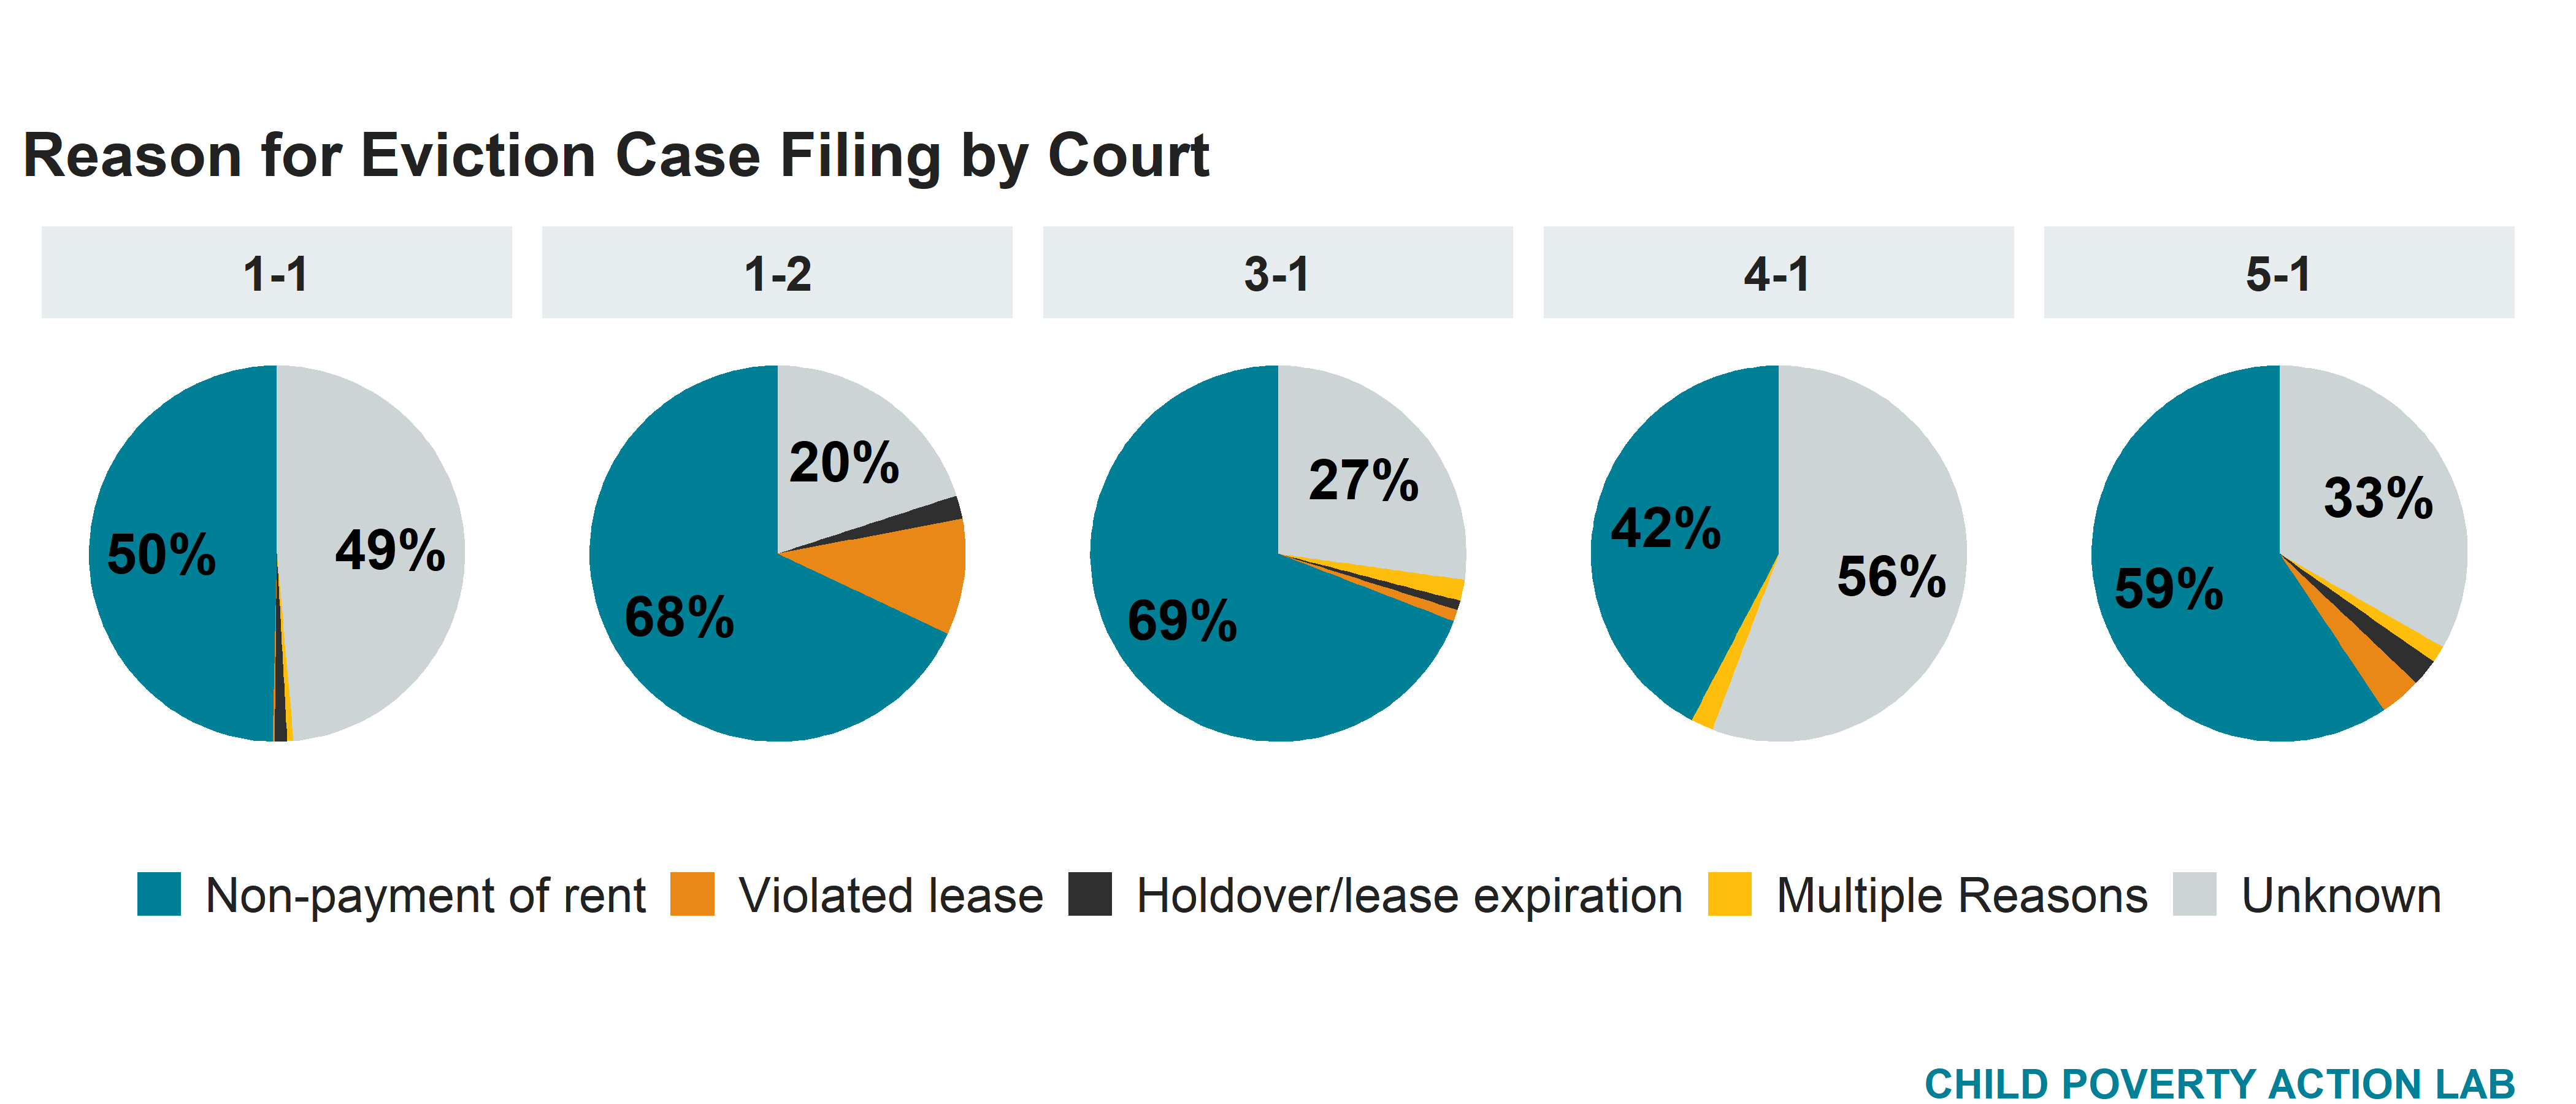 Reason for Eviction Case Filing by Court
1-1 1-2 3-1 4-1 5-1
50% 49% 68% 20% 69% 27% 42% 56% 59% 33%
Non-payment of rent Violated lease Holdover/lease expiration Multiple Reasons Unknown
CHILD POVERTY ACTION LAB